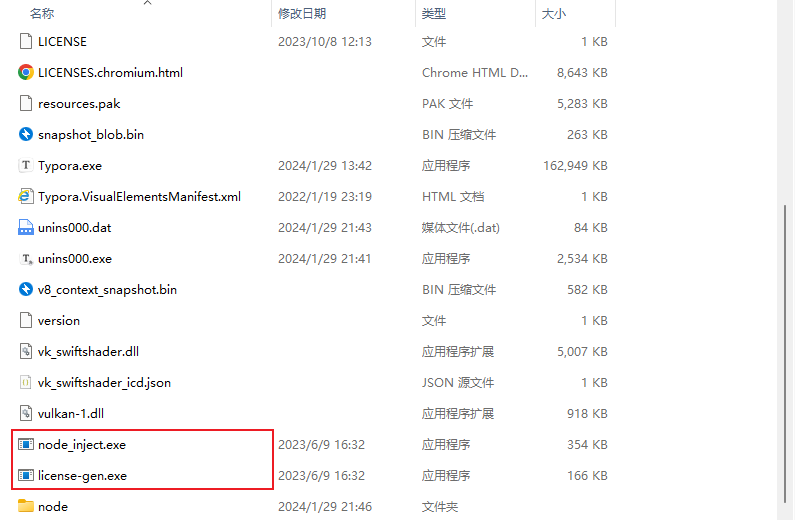 名称 修改日期 类型 大小
LICENSE 2023/10/8 12:13 文件 1 KB
LICENSES.chromium.html Chrome HTML D... 8,643 KB
resources.pak PAK 文件 5,283 KB
snapshot_blob.bin BIN 压缩文件 263 KB
Typora.exe 2024/1/29 13:42 应用程序 162,949 KB
Typora.VisualElementsManifest.xml 2022/1/19 23:19 HTML 文档 1 KB
unins000.dat 2024/1/29 21:43 媒体文件(.dat) 84 KB
unins000.exe 2024/1/29 21:41 应用程序 2,534 KB
v8_context_snapshot.bin BIN 压缩文件 582 KB
version 文件 1 KB
vk_swiftshader.dll 应用程序扩展 5,007 KB
vk_swiftshader_icd.json JSON 源文件 1 KB
vulkan-1.dll 应用程序扩展 918 KB
node_inject.exe 2023/6/9 16:32 应用程序 354 KB
license-gen.exe 2023/6/9 16:32 应用程序 166 KB
node 2024/1/29 21:46 文件夹